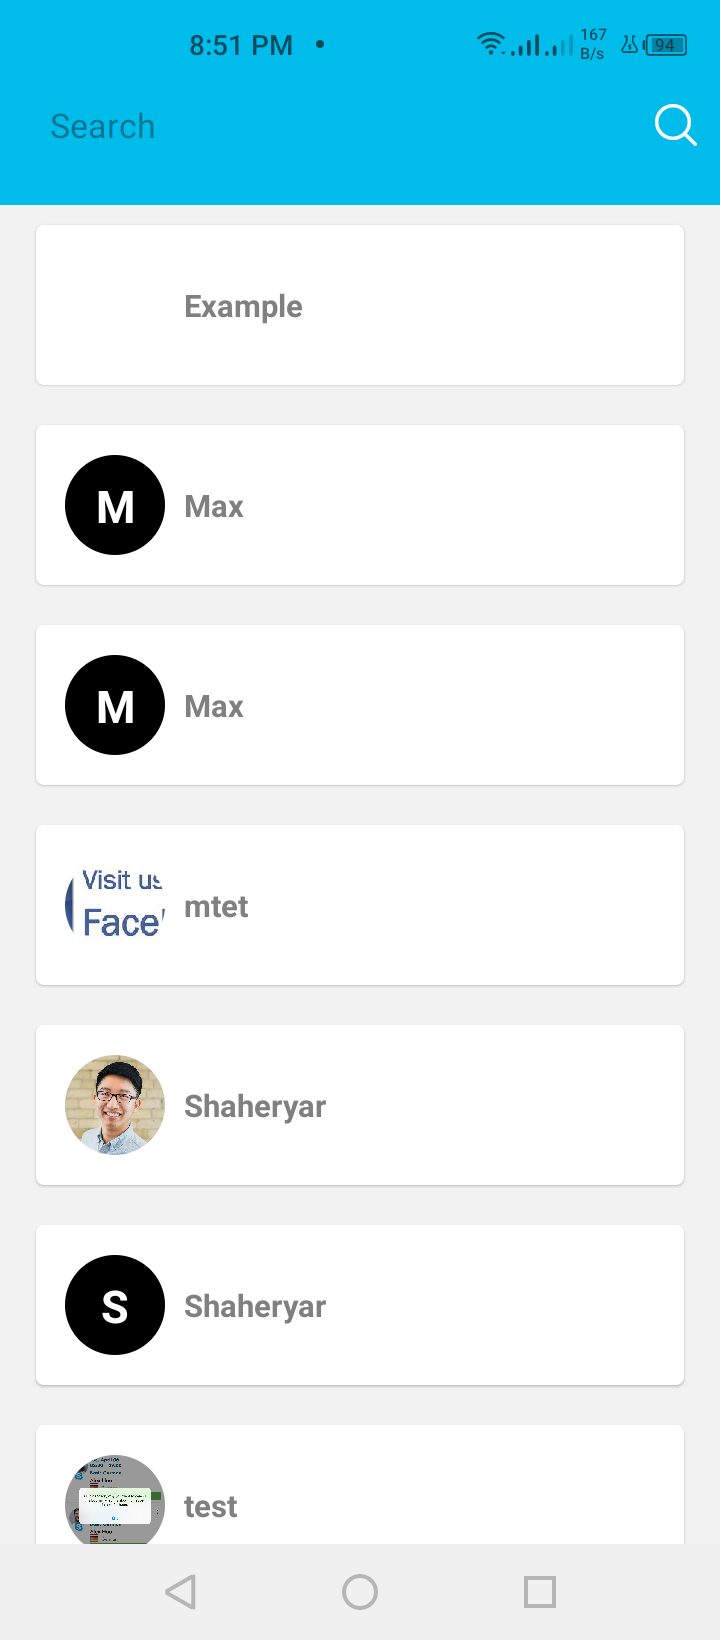 8:51 PM
167
B/s
94
Search
Example
M
Max
M
Max
Visit us
Face
mtet
Shaheryar
S
Shaheryar
test